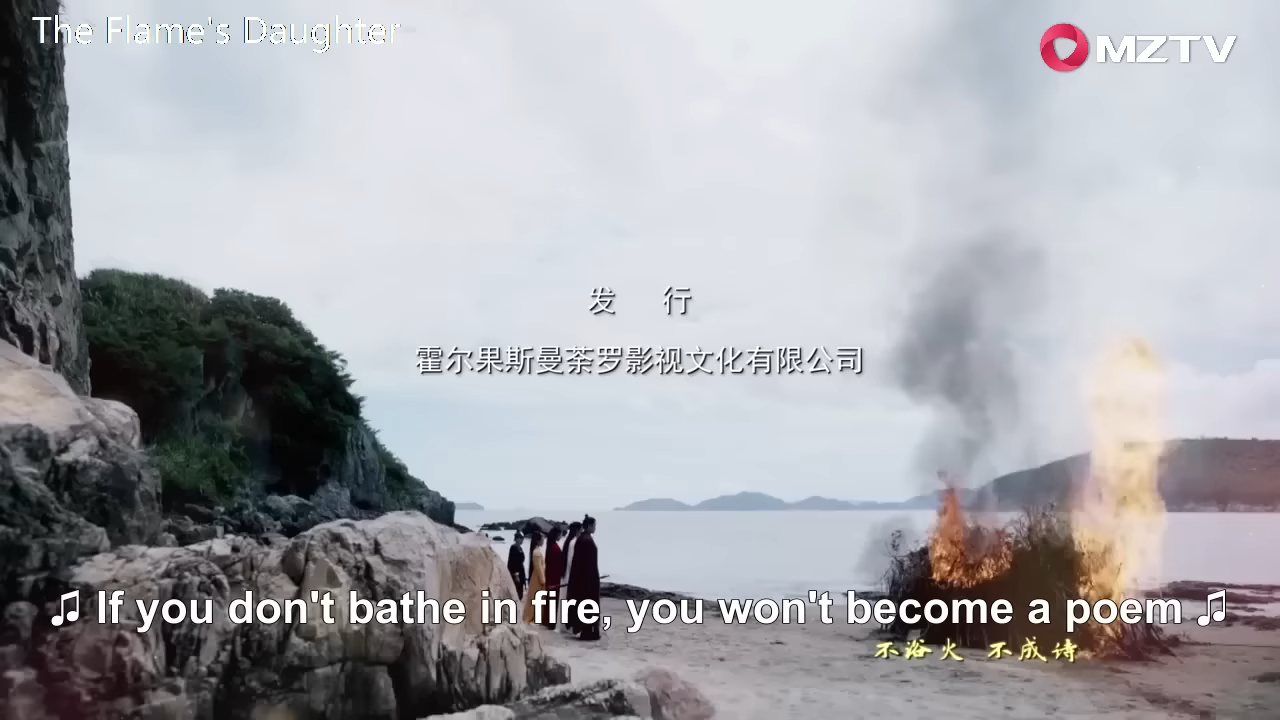 The Flame's Daughter
MZTV
发 行
霍尔果斯曼荼罗影视文化有限公司
♫ If you don't bathe in fire, you won't become a poem ♫
不浴火 不成诗